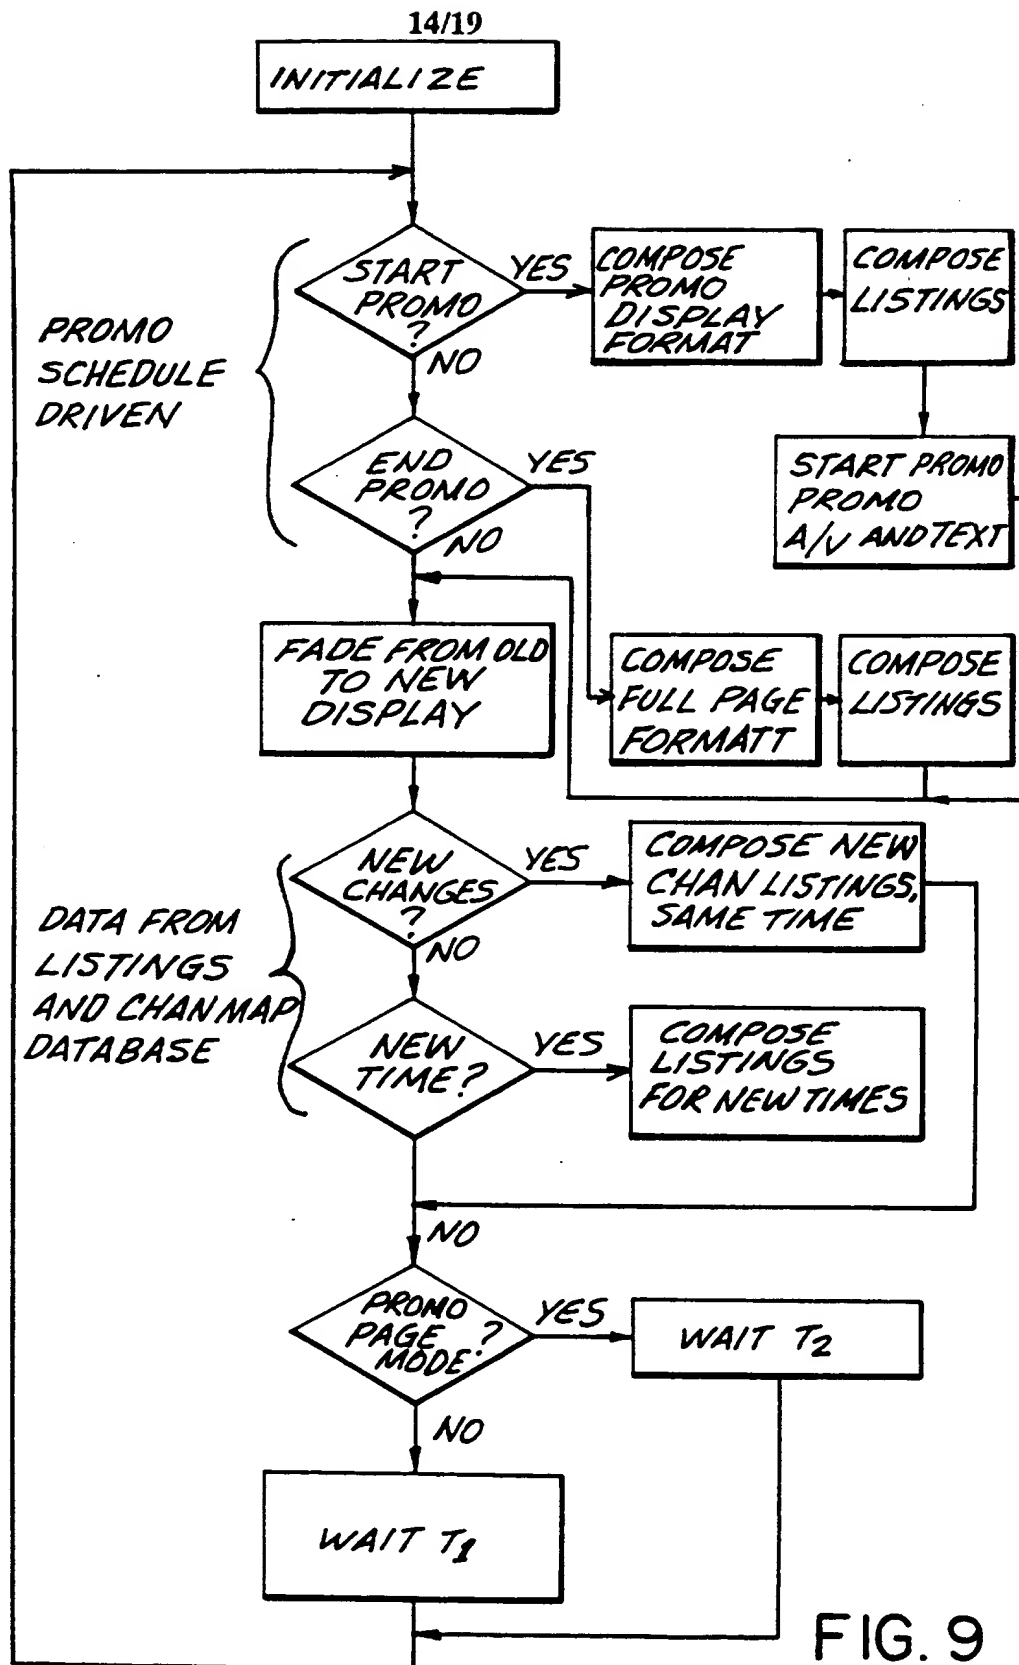 14/19
INITIALIZE
START
PROMO
?
YES
NO
COMPOSE
PROMO
DISPLAY
FORMAT
COMPOSE
LISTINGS
PROMO
SCHEDULE
DRIVEN
START PROMO
PROMO
A/V AND TEXT
END
PROMO
?
YES
NO
FADE FROM OLD
TO NEW
DISPLAY
COMPOSE
FULL PAGE
FORMATT
COMPOSE
LISTINGS
NEW
CHANGES
?
YES
NO
COMPOSE NEW
CHAN LISTINGS,
SAME TIME
DATA FROM
LISTINGS
AND CHAN MAP
DATABASE
NEW
TIME?
YES
COMPOSE
LISTINGS
FOR NEW TIMES
NO
PROMO
PAGE ?
MODE
YES
WAIT T2
NO
WAIT T1
FIG. 9